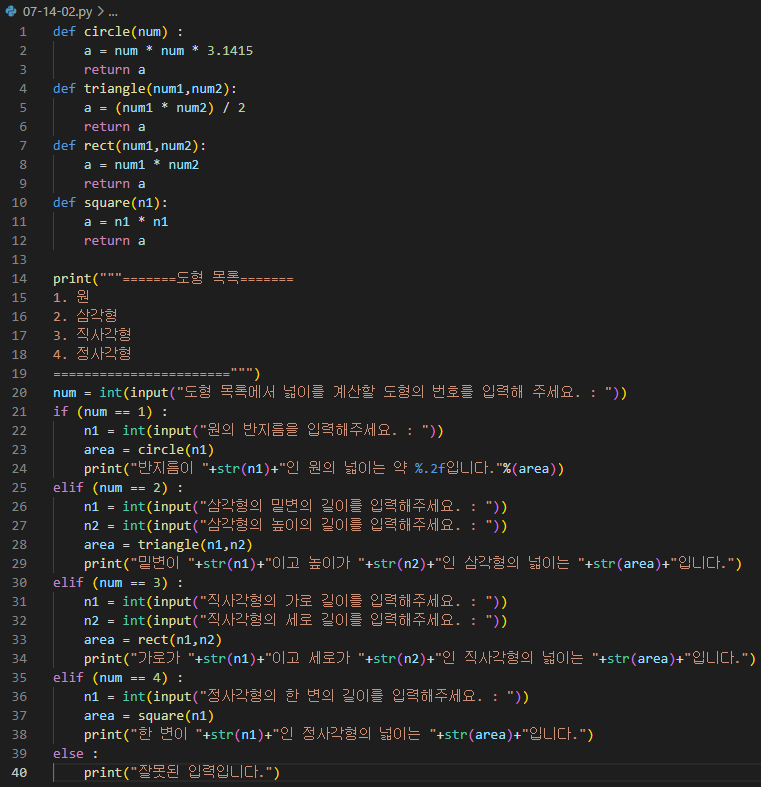 07-14-02.py > ...
1 def circle(num) :
2     a = num * num * 3.1415
3     return a
4 def triangle(num1,num2):
5     a = (num1 * num2) / 2
6     return a
7 def rect(num1,num2):
8     a = num1 * num2
9     return a
10 def square(n1):
11     a = n1 * n1
12     return a
13
14 print("""=======도형 목록=======
15 1. 원
16 2. 삼각형
17 3. 직사각형
18 4. 정사각형
19 =======================""")
20 num = int(input("도형 목록에서 넓이를 계산할 도형의 번호를 입력해 주세요. : "))
21 if (num == 1) :
22     n1 = int(input("원의 반지름을 입력해주세요. : "))
23     area = circle(n1)
24     print("반지름이 "+str(n1)+"인 원의 넓이는 약 %.2f입니다."%(area))
25 elif (num == 2) :
26     n1 = int(input("삼각형의 밑변의 길이를 입력해주세요. : "))
27     n2 = int(input("삼각형의 높이의 길이를 입력해주세요. : "))
28     area = triangle(n1,n2)
29     print("밑변이 "+str(n1)+"이고 높이가 "+str(n2)+"인 삼각형의 넓이는 "+str(area)+"입니다.")
30 elif (num == 3) :
31     n1 = int(input("직사각형의 가로 길이를 입력해주세요. : "))
32     n2 = int(input("직사각형의 세로 길이를 입력해주세요. : "))
33     area = rect(n1,n2)
34     print("가로가 "+str(n1)+"이고 세로가 "+str(n2)+"인 직사각형의 넓이는 "+str(area)+"입니다.")
35 elif (num == 4) :
36     n1 = int(input("정사각형의 한 변의 길이를 입력해주세요. : "))
37     area = square(n1)
38     print("한 변이 "+str(n1)+"인 정사각형의 넓이는 "+str(area)+"입니다.")
39 else :
40     print("잘못된 입력입니다.")